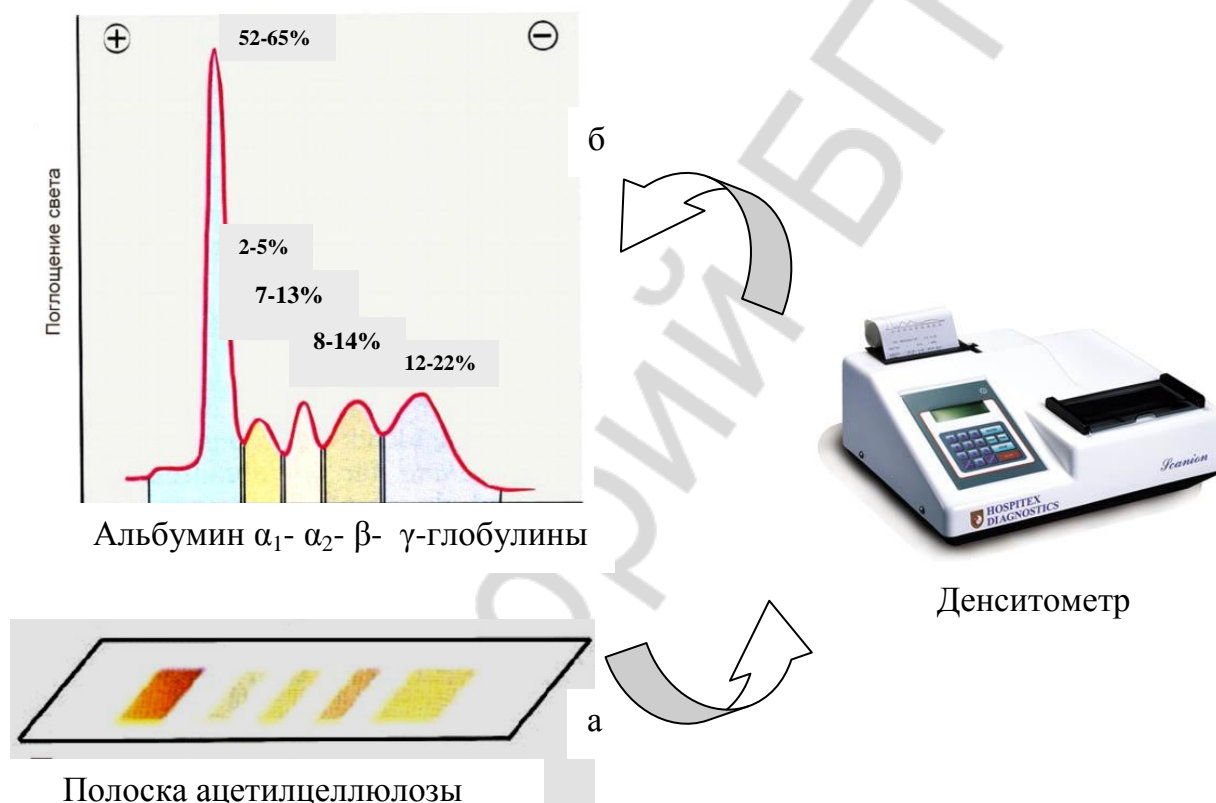 +
−
52-65%
Поглощение света
б
2-5%
7-13%
8-14%
12-22%
Альбумин α₁- α₂- β- γ-глобулины
Scanion
HOSPITEX
DIAGNOSTICS
Денситометр
а
Полоска ацетилцеллюлозы